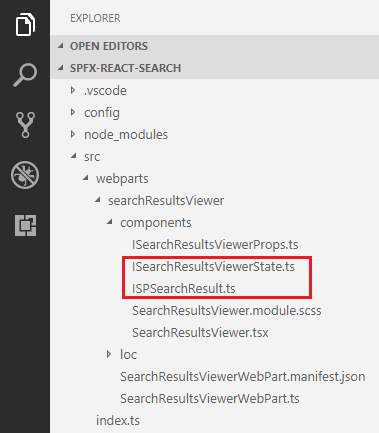 EXPLORER
OPEN EDITORS
SPFX-REACT-SEARCH
.vscode
config
node_modules
src
webparts
searchResultsViewer
components
ISearchResultsViewerProps.ts
ISearchResultsViewerState.ts
ISPSearchResult.ts
SearchResultsViewer.module.scss
SearchResultsViewer.tsx
loc
SearchResultsViewerWebPart.manifest.json
SearchResultsViewerWebPart.ts
index.ts